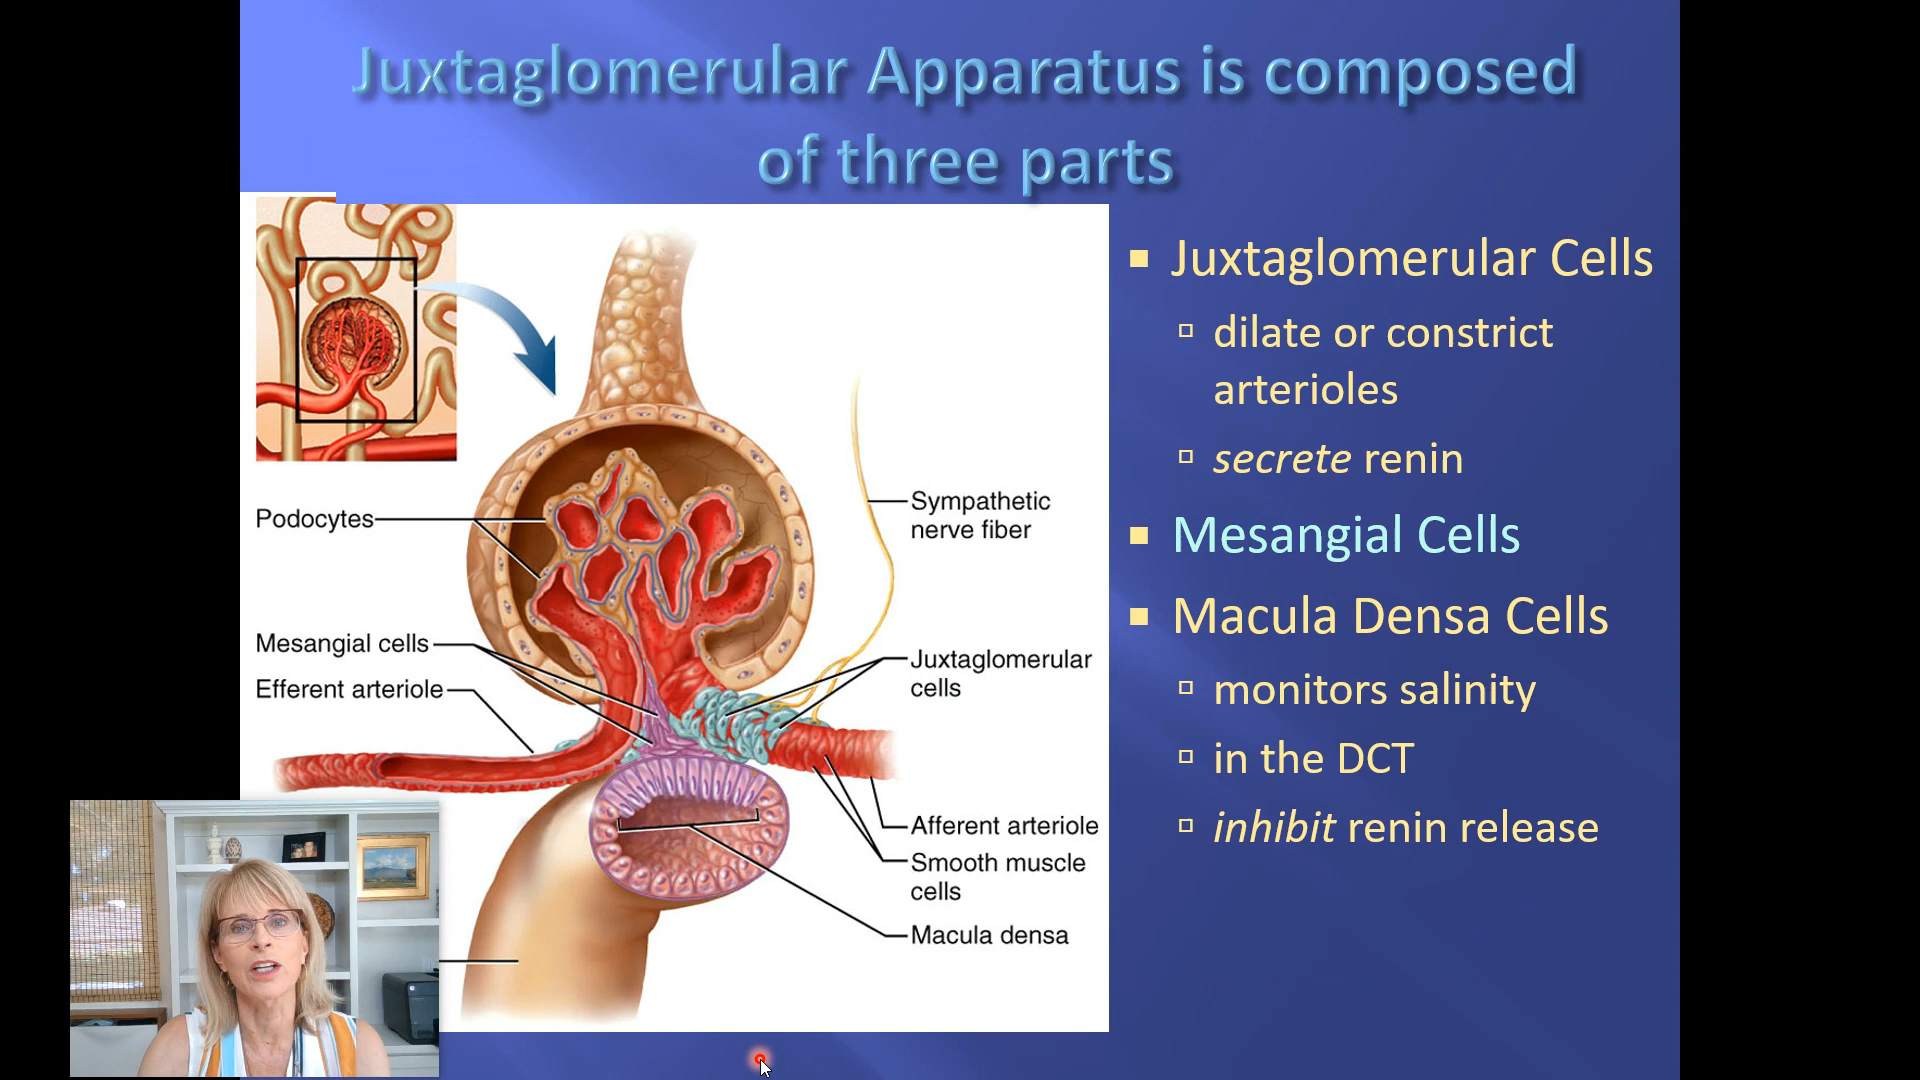 Juxtaglomerular Apparatus is composed
of three parts
Podocytes
Mesangial cells
Efferent arteriole
Sympathetic
nerve fiber
Juxtaglomerular
cells
Afferent arteriole
Smooth muscle
cells
Macula densa
Juxtaglomerular Cells
dilate or constrict
arterioles
secrete renin
Mesangial Cells
Macula Densa Cells
monitors salinity
in the DCT
inhibit renin release